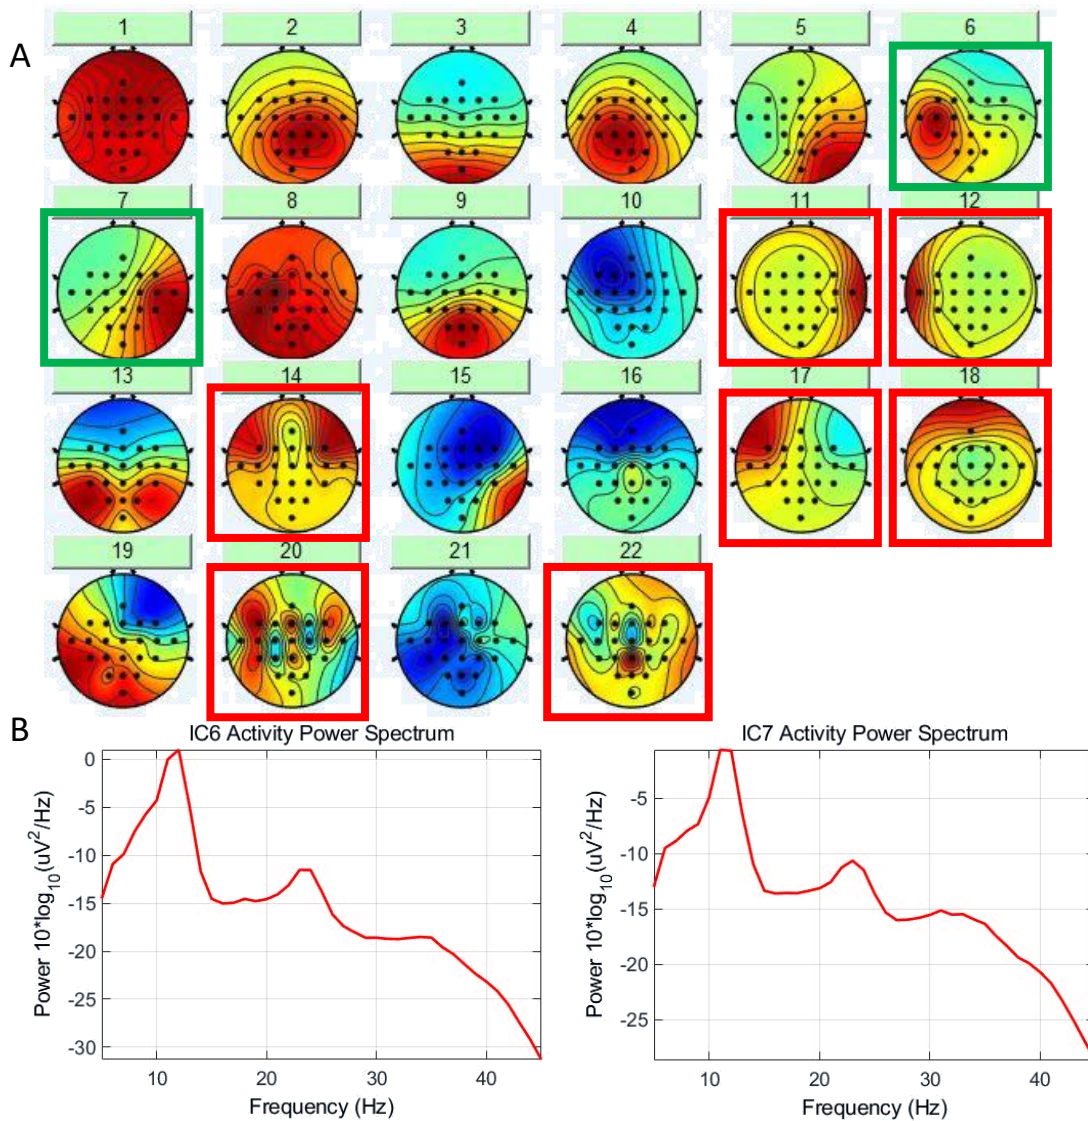 A
1 2 3 4 5 6
7 8 9 10 11 12
13 14 15 16 17 18
19 20 21 22
B
IC6 Activity Power Spectrum
0
-5
-10
-15
-20
-25
-30
Power 10*log10(uV2/Hz)
10 20 30 40
Frequency (Hz)
IC7 Activity Power Spectrum
-5
-10
-15
-20
-25
Power 10*log10(uV2/Hz)
10 20 30 40
Frequency (Hz)